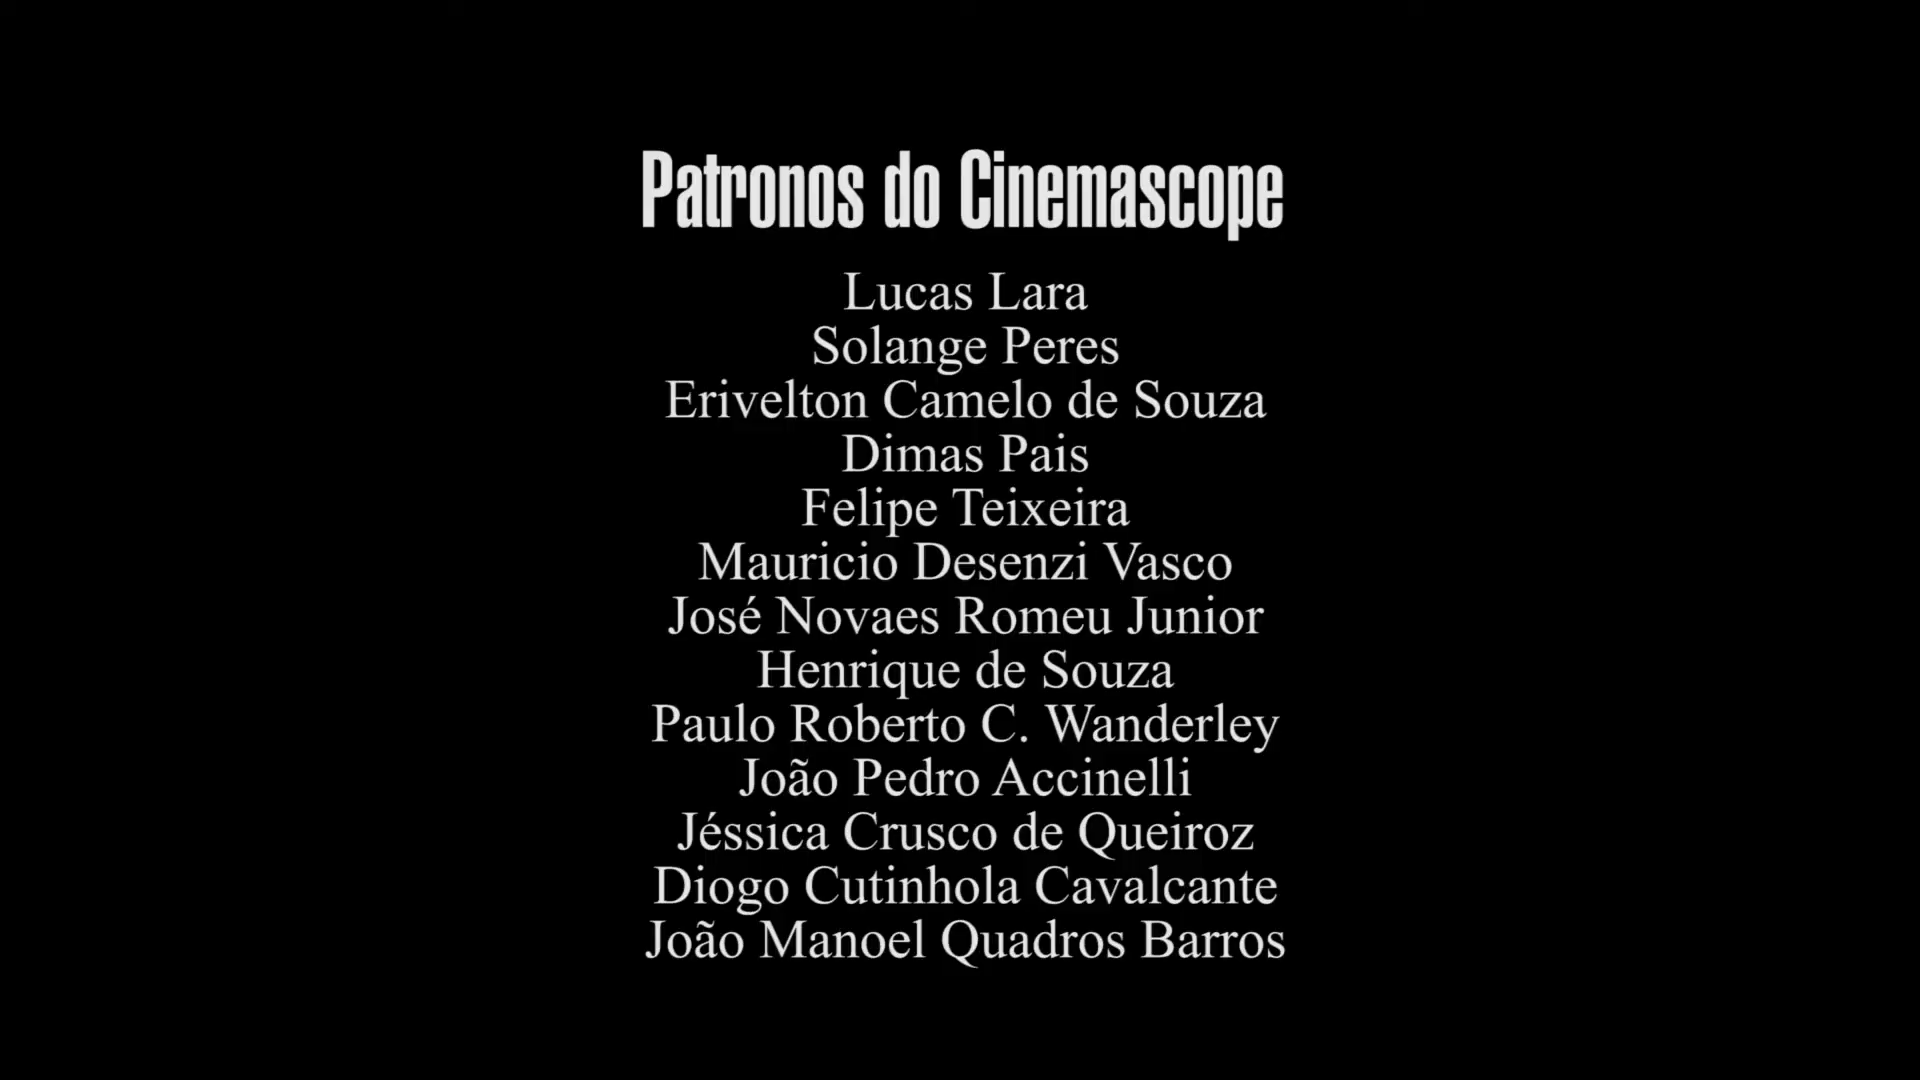 Patronos do Cinemascope
Lucas Lara
Solange Peres
Erivelton Camelo de Souza
Dimas Pais
Felipe Teixeira
Mauricio Desenzi Vasco
José Novaes Romeu Junior
Henrique de Souza
Paulo Roberto C. Wanderley
João Pedro Accinelli
Jéssica Crusco de Queiroz
Diogo Cutinhola Cavalcante
João Manoel Quadros Barros